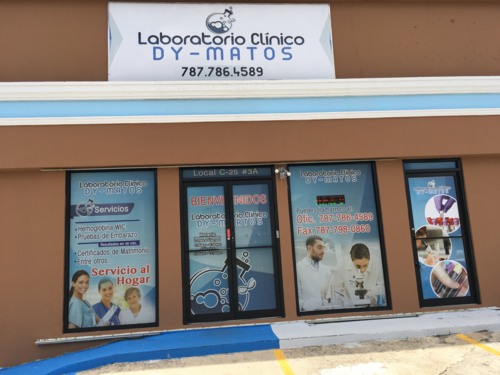 Laboratorio Clínico
DY-MATOS
787.786.4589
Local C-25 #3A
Laboratorio Clínico
DY-MATOS
Servicios
• Hemoglobina WIC
• Pruebas de Embarazo
• Certificados de Matrimonio
• Entre otros
Servicio al
Hogar
BIENVENIDOS
Laboratorio Clínico
DY-MATOS
Laboratorio Clínico
DY-MATOS
Ofic. 787-786-4589
Fax 787-798-0860
DY-MATOS